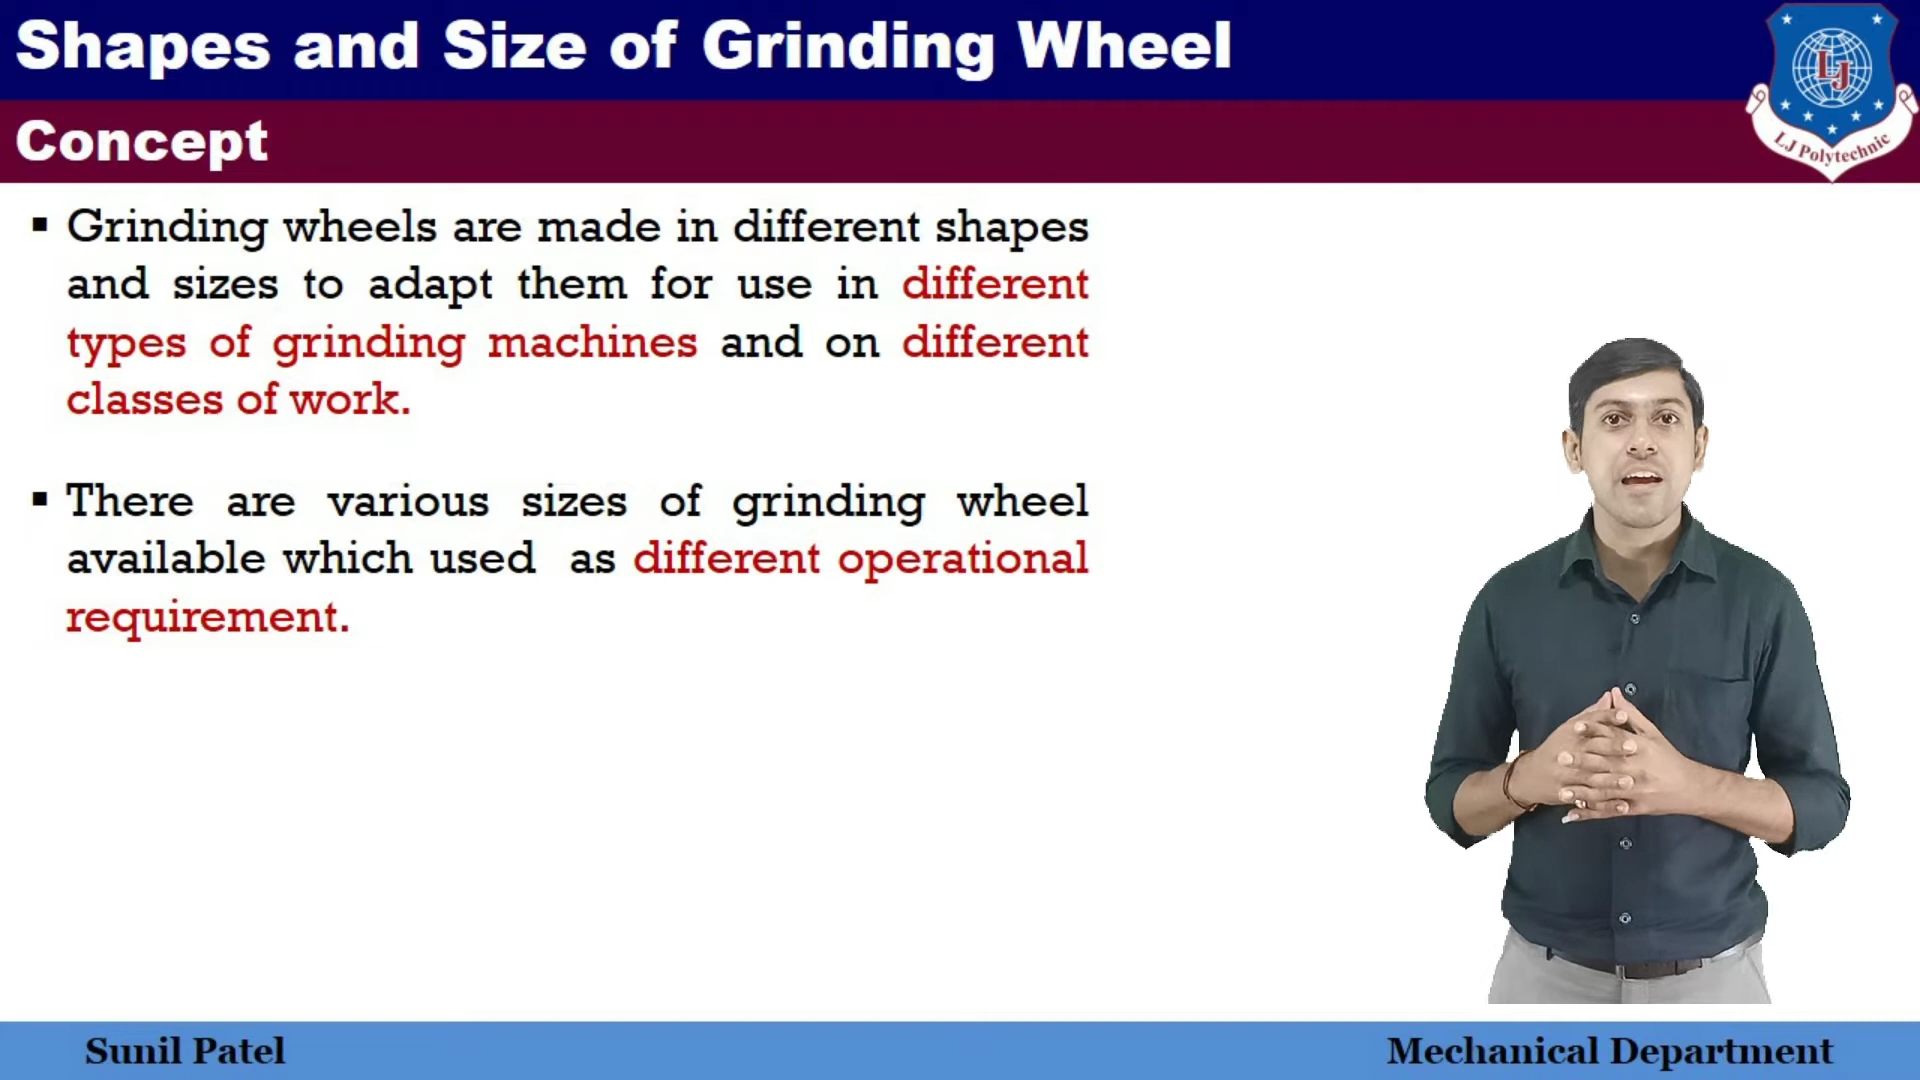 Shapes and Size of Grinding Wheel
Concept
LJ
LJ Polytechnic
▪ Grinding wheels are made in different shapes
and sizes to adapt them for use in different
types of grinding machines and on different
classes of work.
▪ There are various sizes of grinding wheel
available which used as different operational
requirement.
Sunil Patel
Mechanical Department